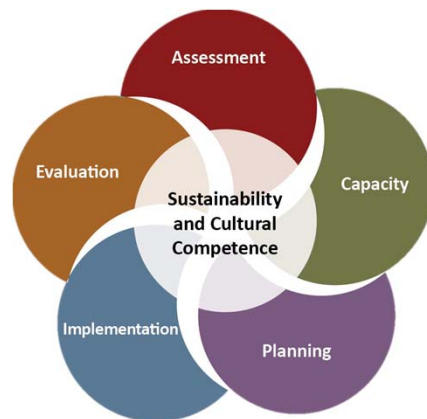 Assessment
Evaluation
Capacity
Sustainability
and Cultural
Competence
Implementation
Planning